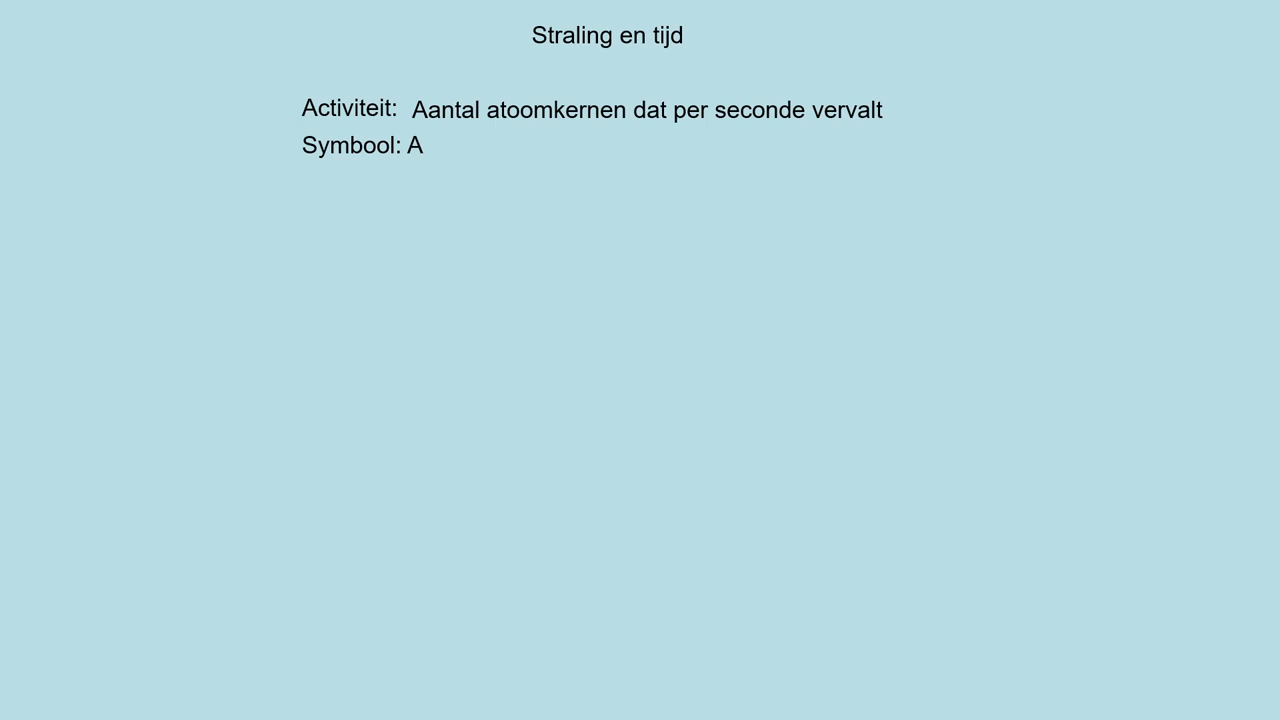 Straling en tijd
Activiteit: Aantal atoomkernen dat per seconde vervalt
Symbool: A